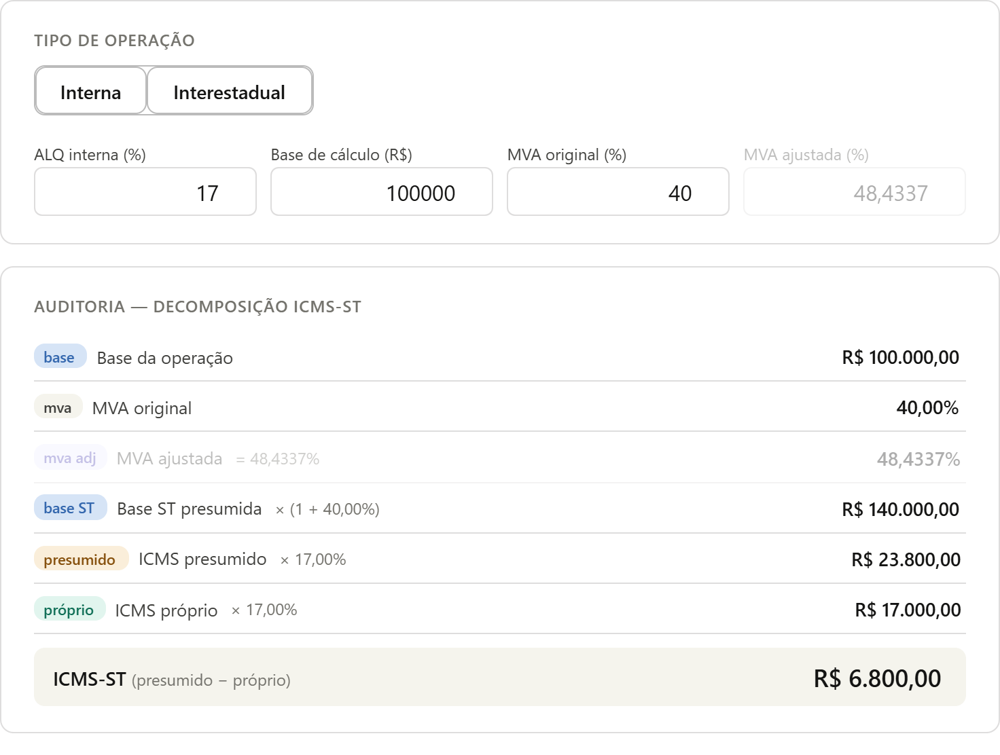 TIPO DE OPERAÇÃO
Interna Interestadual
ALQ interna (%) Base de cálculo (R$) MVA original (%) MVA ajustada (%)
17 100000 40 48,4337
AUDITORIA — DECOMPOSIÇÃO ICMS-ST
base Base da operação R$ 100.000,00
mva MVA original 40,00%
mva adj MVA ajustada = 48,4337% 48,4337%
base ST Base ST presumida × (1 + 40,00%) R$ 140.000,00
presumido ICMS presumido × 17,00% R$ 23.800,00
próprio ICMS próprio × 17,00% R$ 17.000,00
ICMS-ST (presumido − próprio) R$ 6.800,00